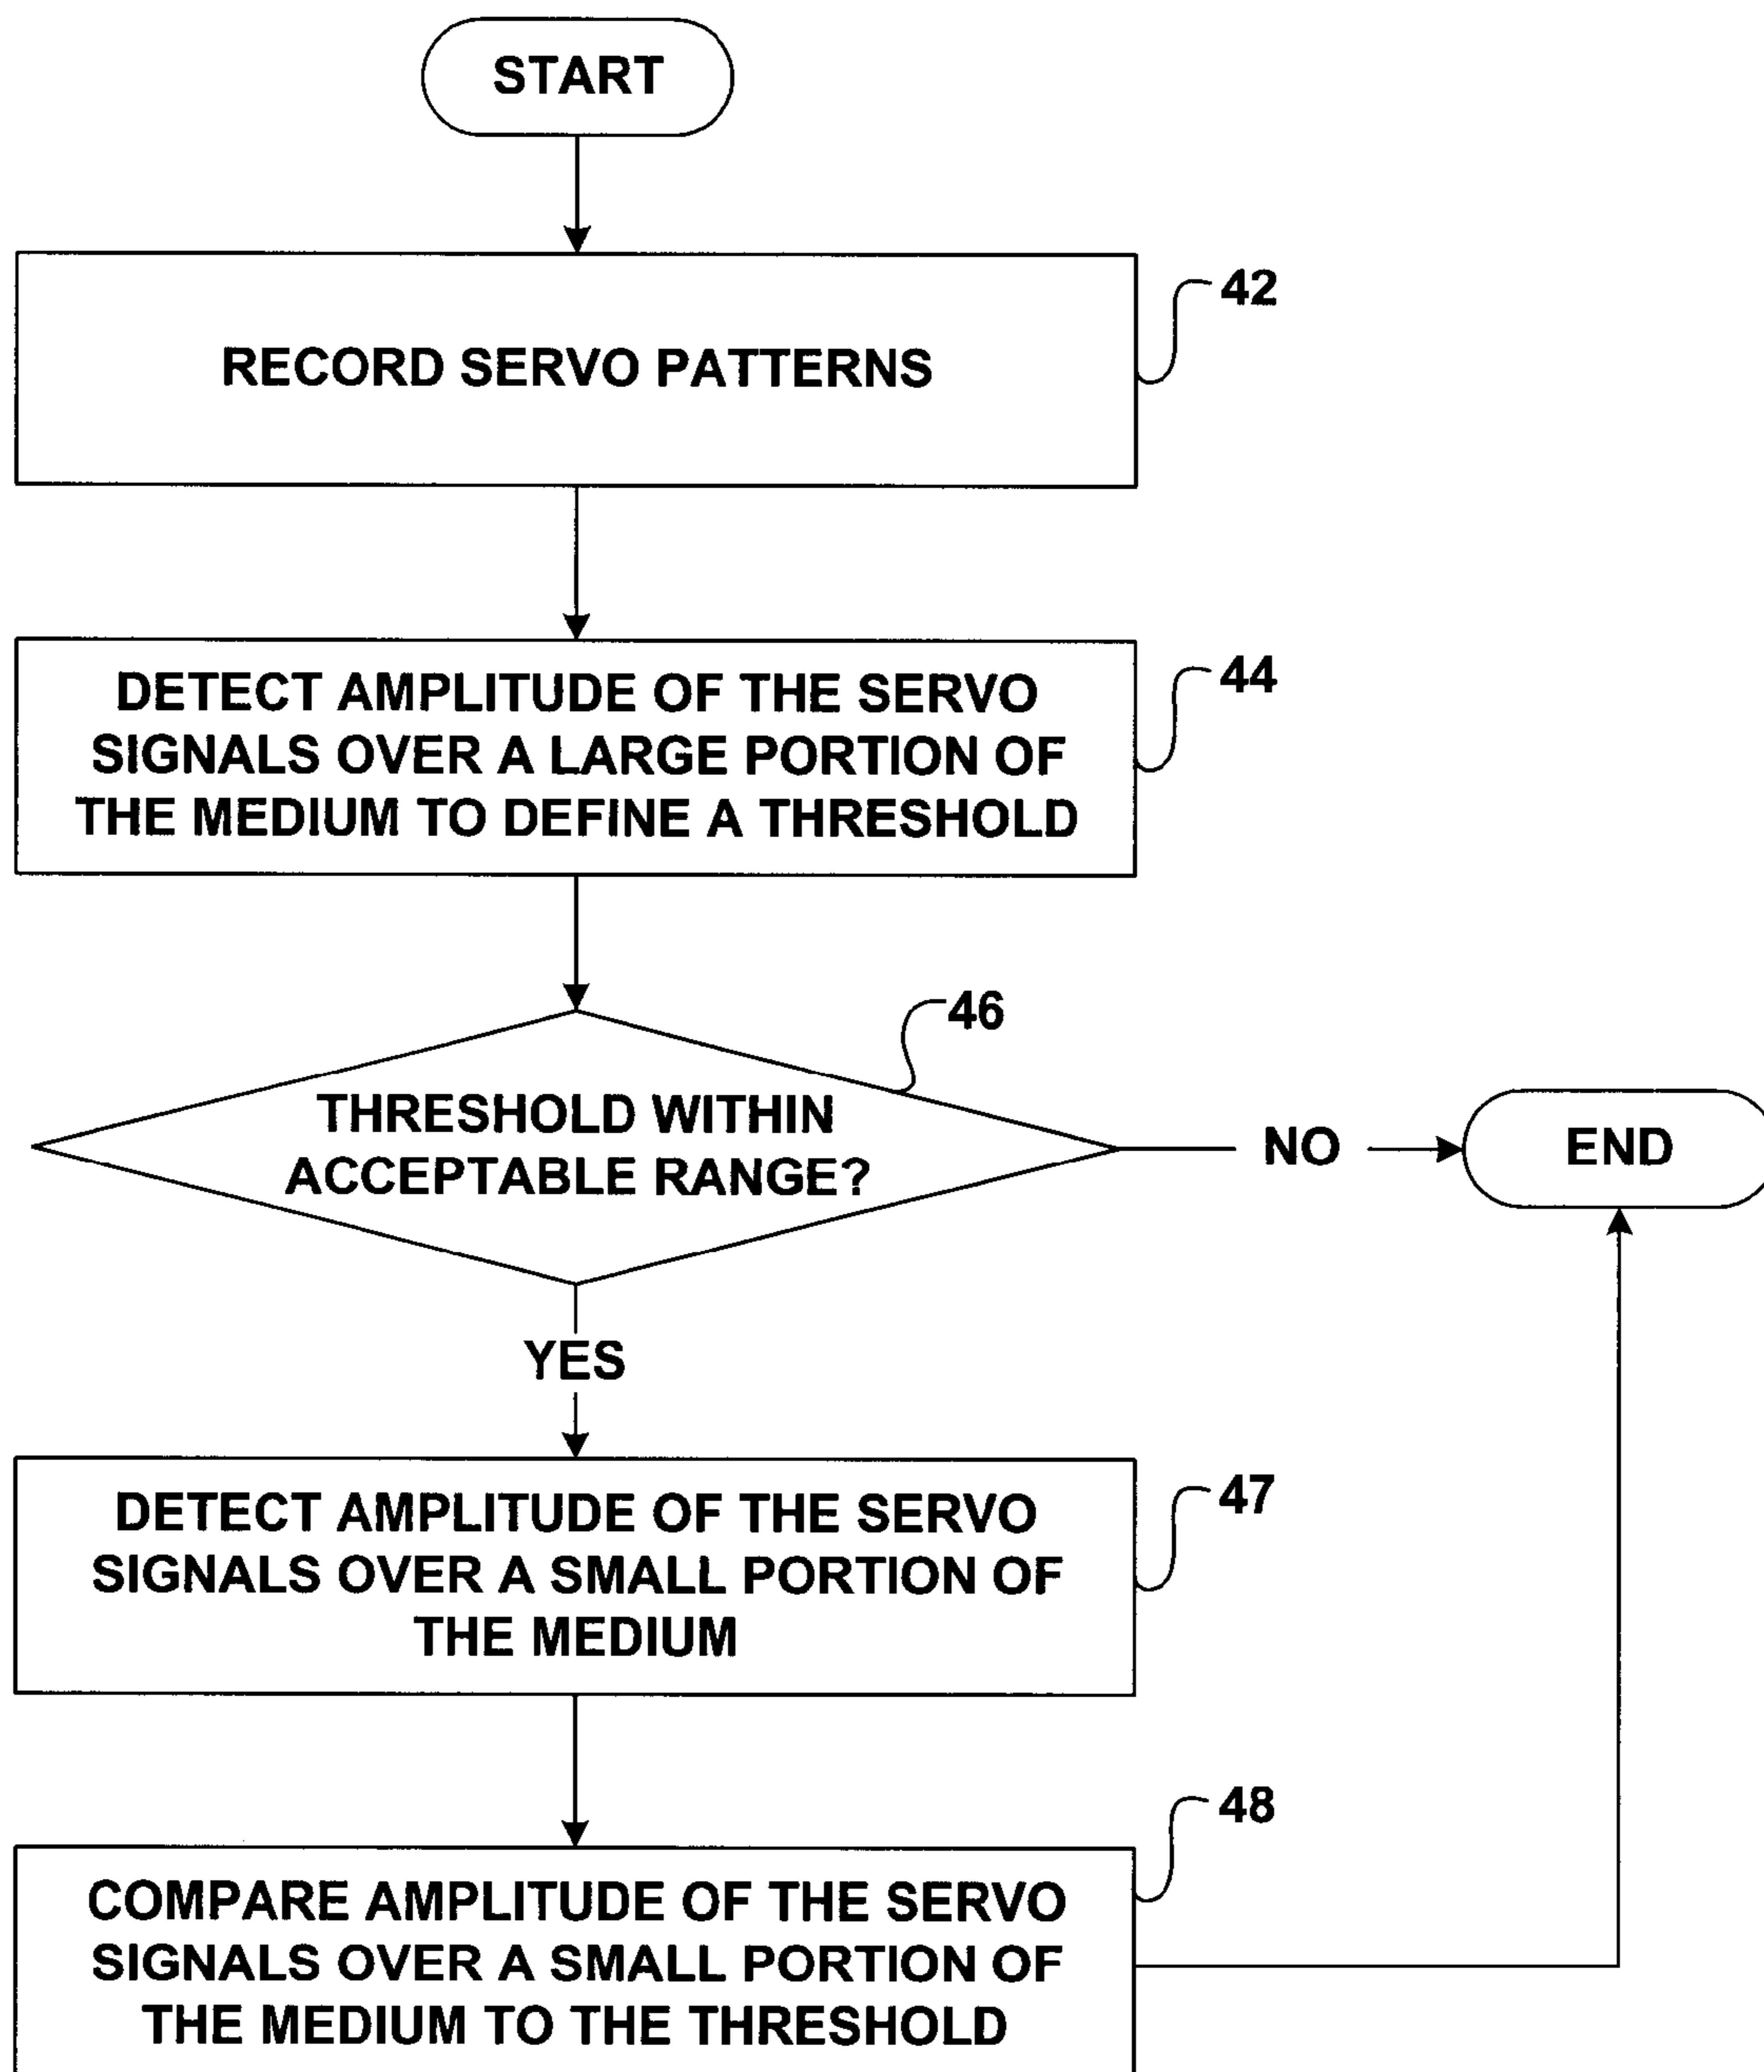 START
42
RECORD SERVO PATTERNS
44
DETECT AMPLITUDE OF THE SERVO
SIGNALS OVER A LARGE PORTION OF
THE MEDIUM TO DEFINE A THRESHOLD
46
THRESHOLD WITHIN
ACCEPTABLE RANGE?
NO
END
YES
47
DETECT AMPLITUDE OF THE SERVO
SIGNALS OVER A SMALL PORTION OF
THE MEDIUM
48
COMPARE AMPLITUDE OF THE SERVO
SIGNALS OVER A SMALL PORTION OF
THE MEDIUM TO THE THRESHOLD